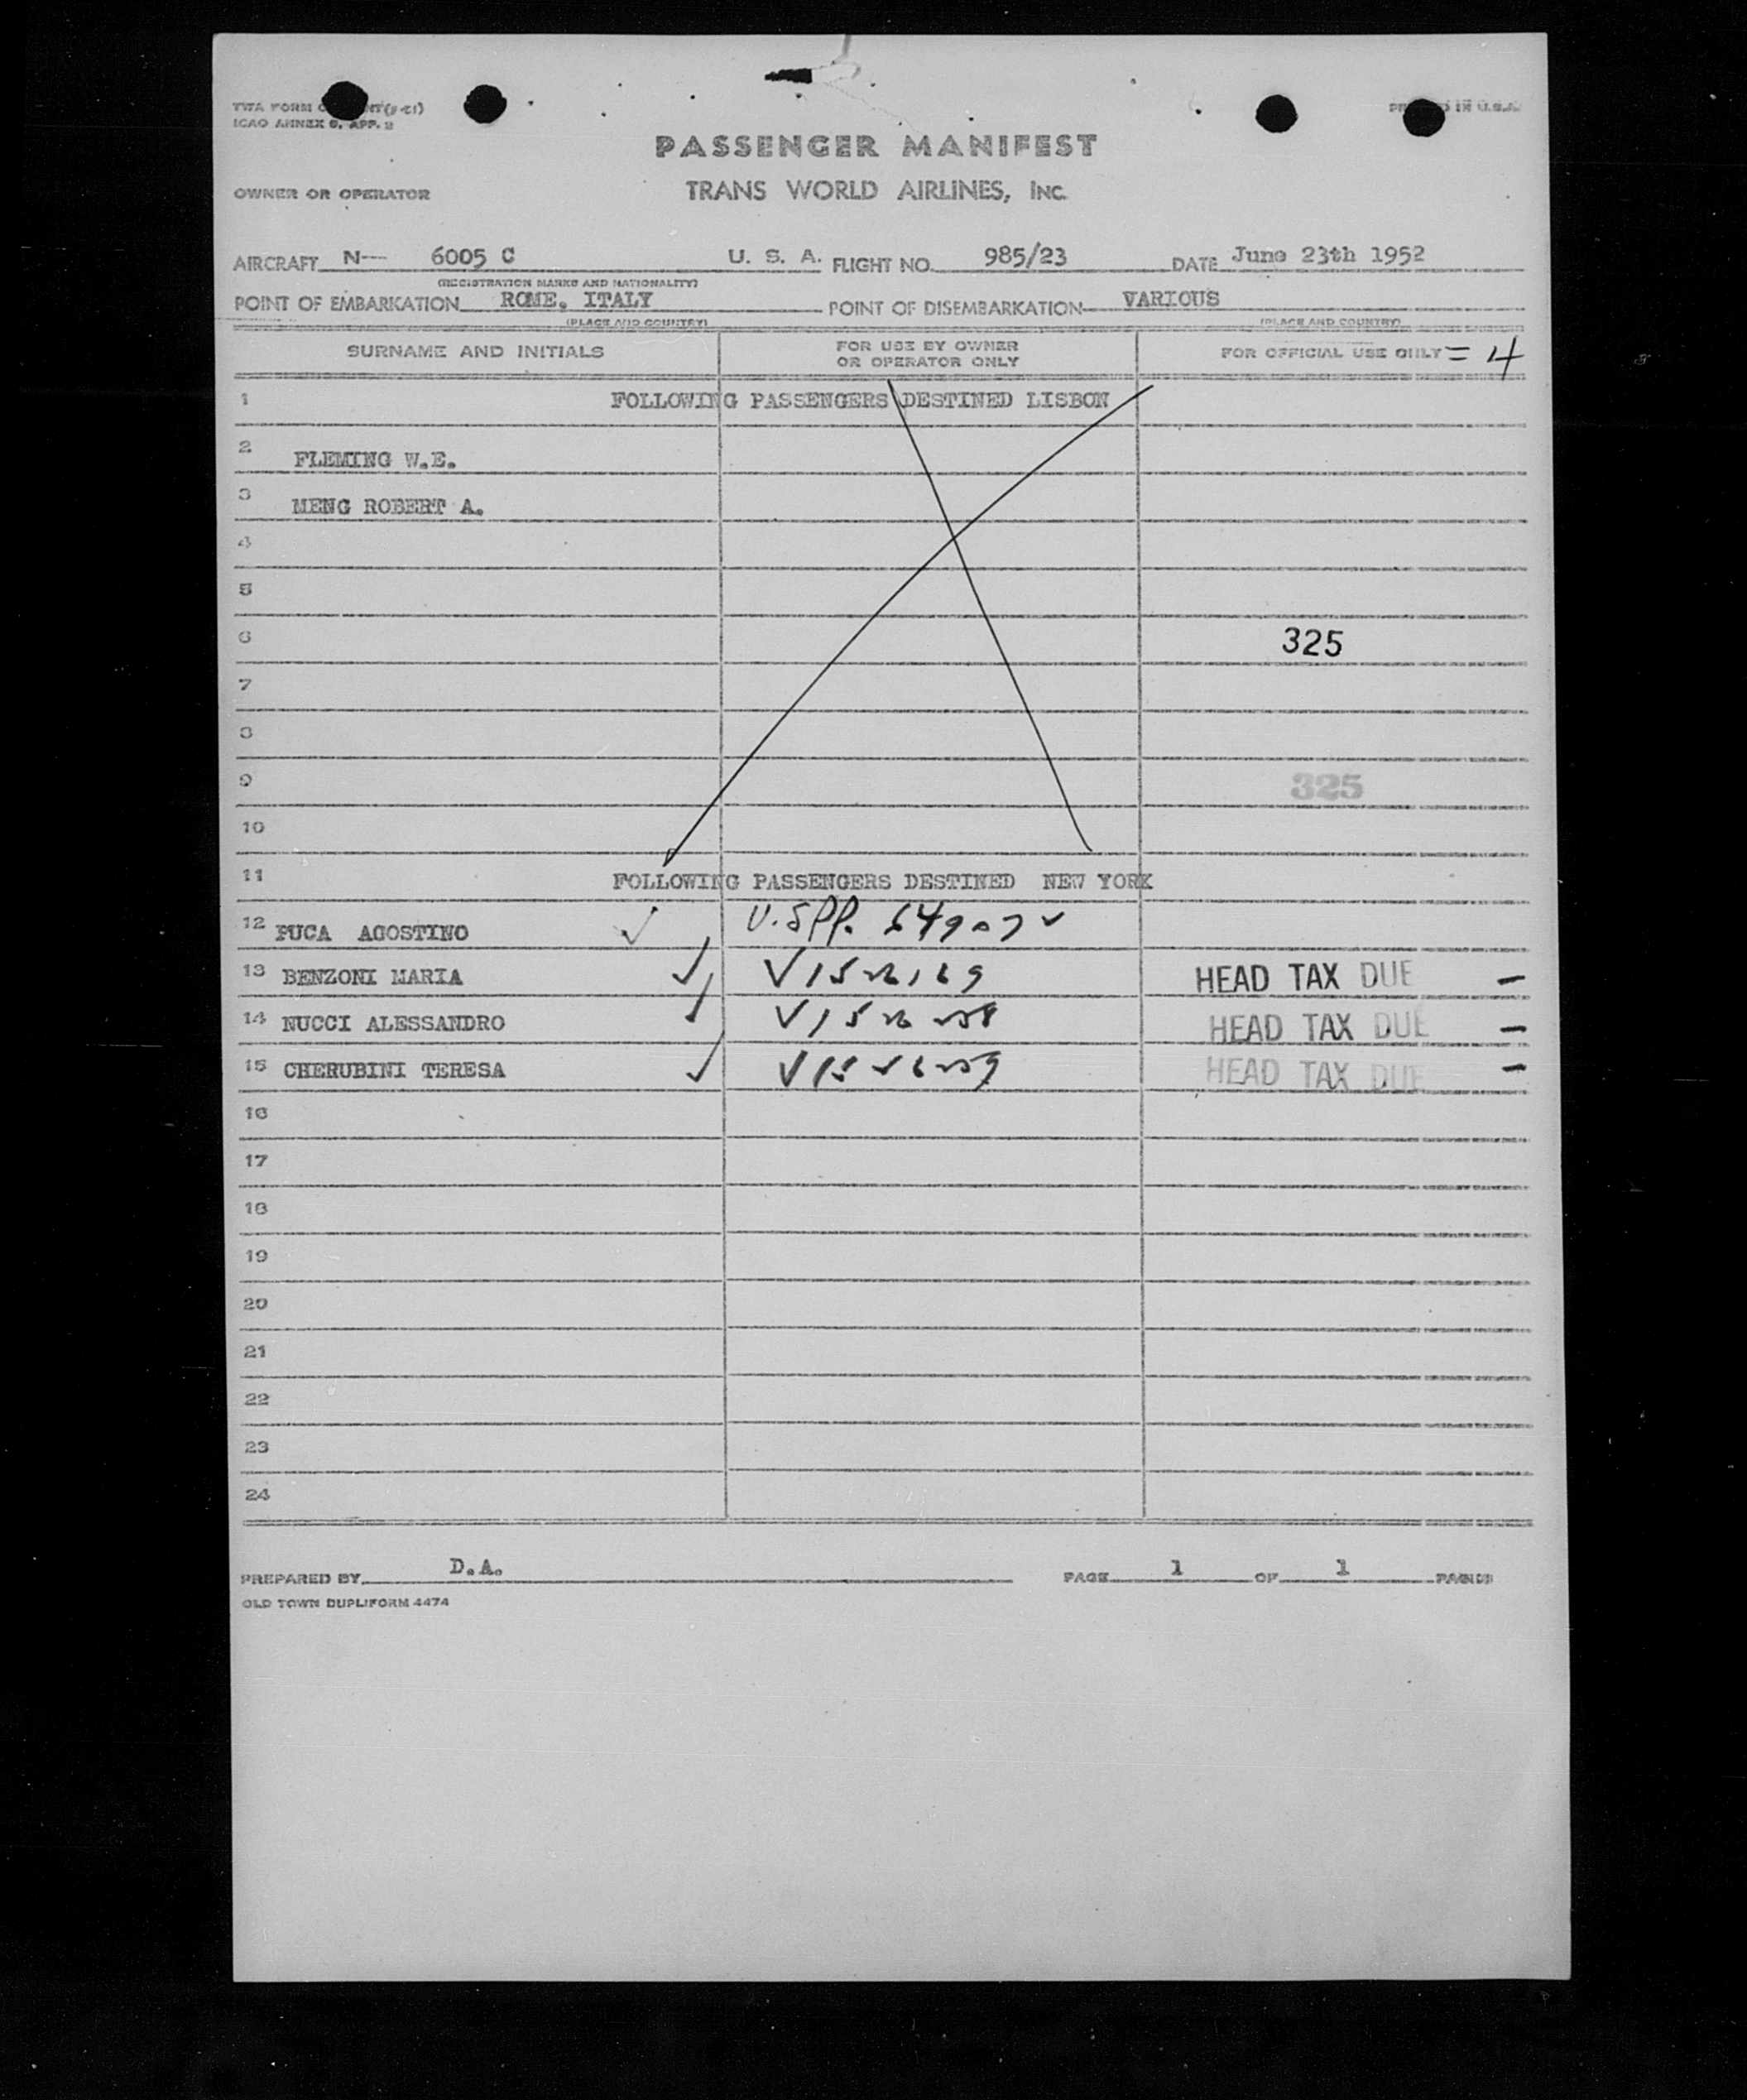 TWA FORM
ICAO ANNEX 9, APP. 2
IN U.S.A.
PASSENGER MANIFEST
OWNER OR OPERATOR TRANS WORLD AIRLINES, INC.
AIRCRAFT N-- 6005 C U. S. A. FLIGHT NO. 985/23 DATE June 23th 1952
(REGISTRATION MARKS AND NATIONALITY)
POINT OF EMBARKATION ROME, ITALY POINT OF DISEMBARKATION VARIOUS
(PLACE AND COUNTRY) (PLACE AND COUNTRY)
SURNAME AND INITIALS FOR USE BY OWNER OR OPERATOR ONLY FOR OFFICIAL USE ONLY = 4
1 FOLLOWING PASSENGERS DESTINED LISBON
2 FLEMING W.E.
3 MENG ROBERT A.
4
5
6 325
7
8
9 325
10
11 FOLLOWING PASSENGERS DESTINED NEW YORK
12 PUCA AGOSTINO
13 BENZONI MARIA HEAD TAX DUE -
14 NUCCI ALESSANDRO HEAD TAX DUE -
15 CHERUBINI TERESA HEAD TAX DUE -
16
17
18
19
20
21
22
23
24
PREPARED BY D.A. PAGE 1 OF 1 PAGES
OLD TOWN DUPLIFORM 4474